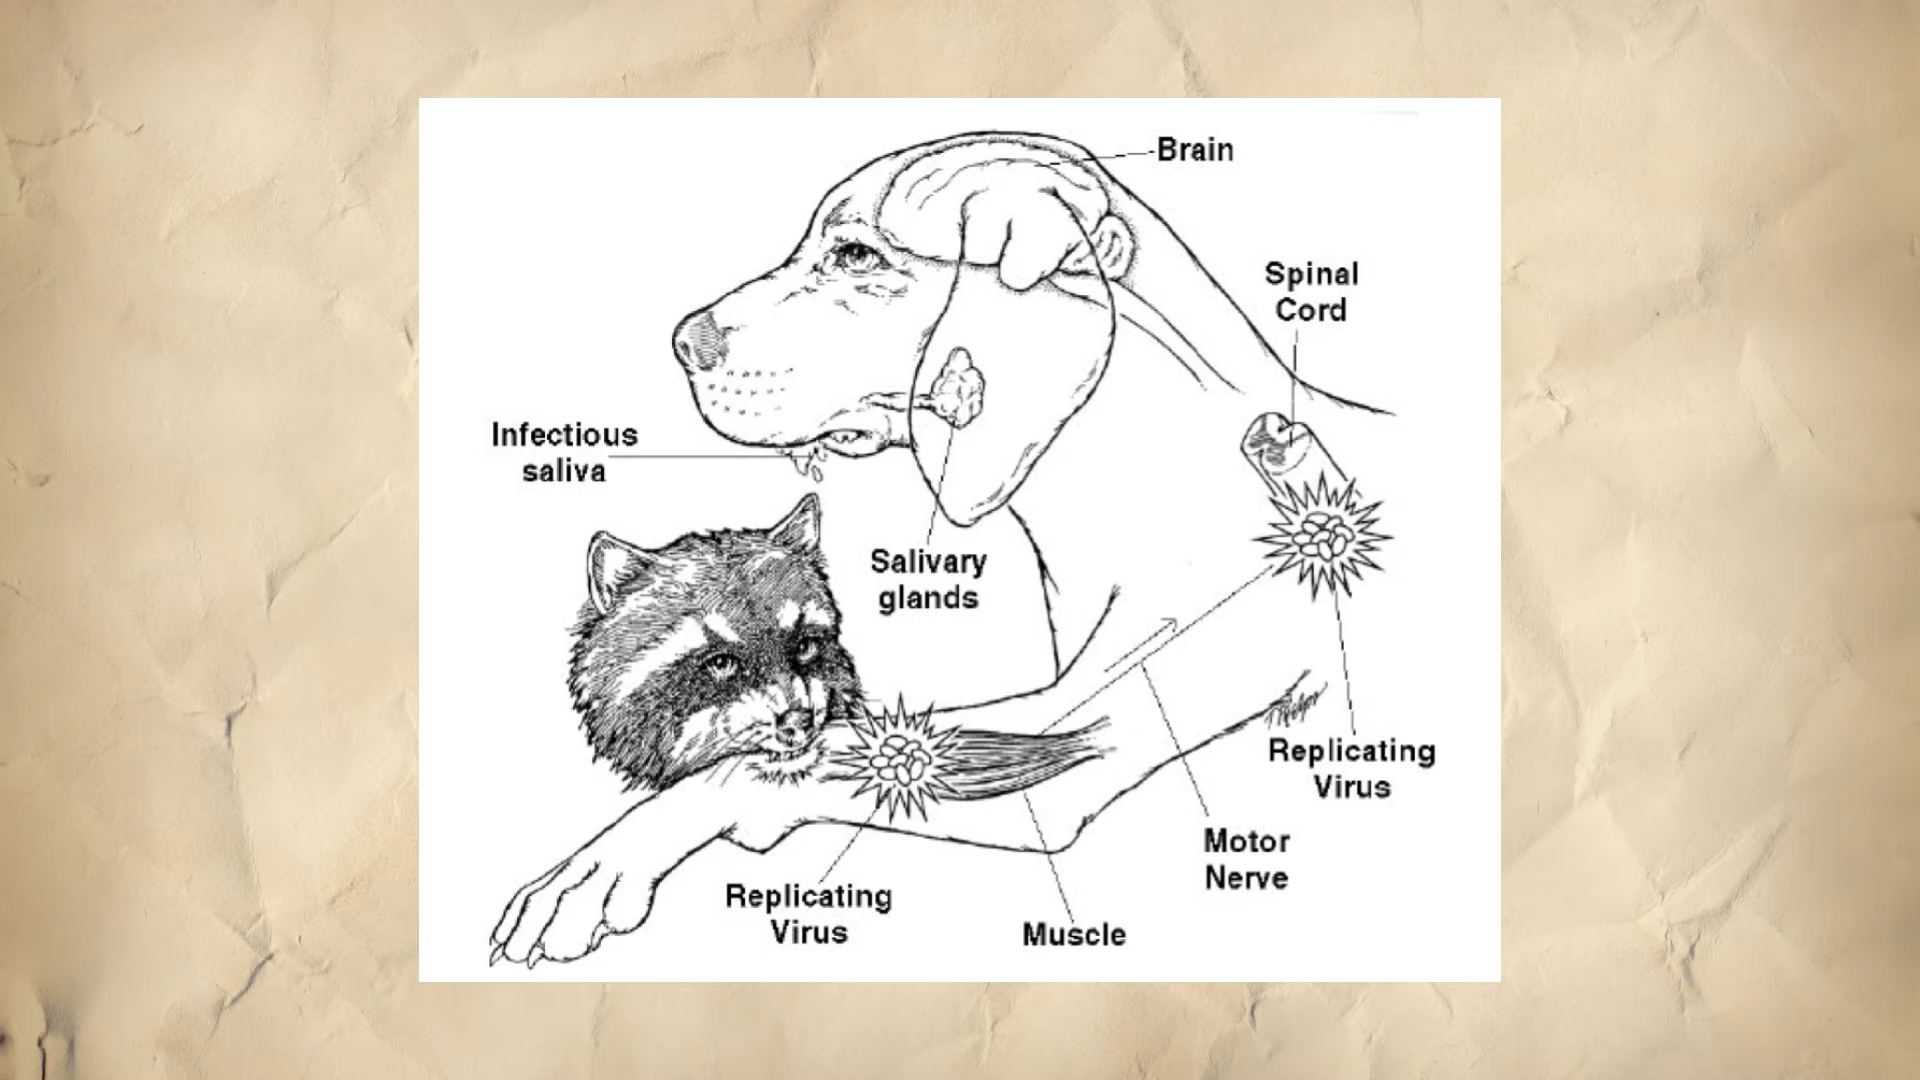 Brain
Spinal
Cord
Infectious
saliva
Salivary
glands
Replicating
Virus
Motor
Nerve
Replicating
Virus
Muscle